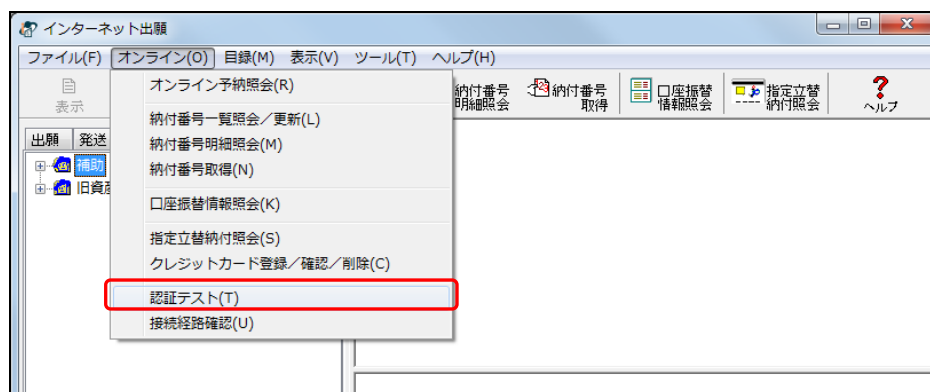 インターネット出願
ファイル(F) オンライン(O) 目録(M) 表示(V) ツール(T) ヘルプ(H)
表示
納付番号明細照会
納付番号取得
口座振替情報照会
指定立替納付照会
ヘルプ
出願 発送
補助
旧資産
オンライン予納照会(R)
納付番号一覧照会／更新(L)
納付番号明細照会(M)
納付番号取得(N)
口座振替情報照会(K)
指定立替納付照会(S)
クレジットカード登録／確認／削除(C)
認証テスト(T)
接続経路確認(U)